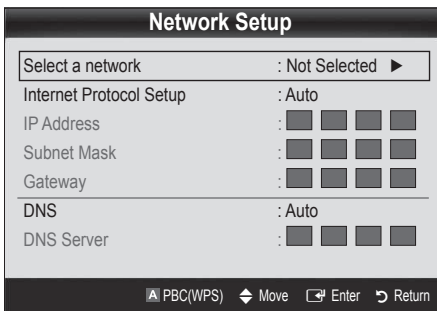 Network Setup
Select a network : Not Selected ▶
Internet Protocol Setup : Auto
IP Address :
Subnet Mask :
Gateway :
DNS : Auto
DNS Server :
A PBC(WPS) Move Enter Return